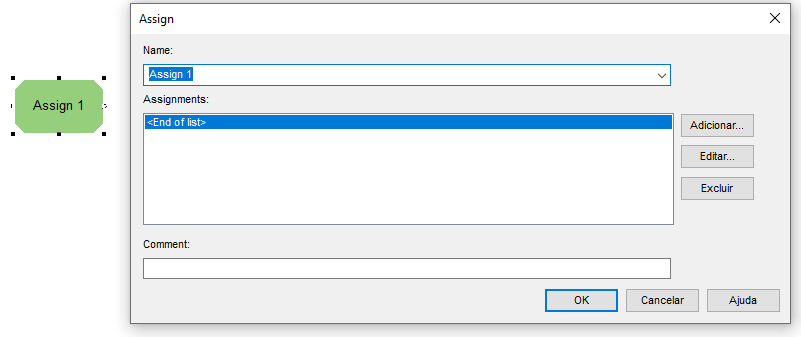 Assign
Name:
Assign 1
Assign 1
Assignments:
<End of list>
Adicionar...
Editar...
Excluir
Comment:
OK
Cancelar
Ajuda